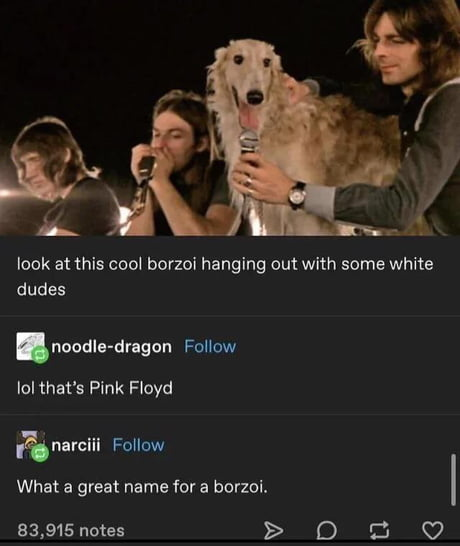 look at this cool borzoi hanging out with some white
dudes
noodle-dragon Follow
lol that's Pink Floyd
narciii Follow
What a great name for a borzoi.
83,915 notes